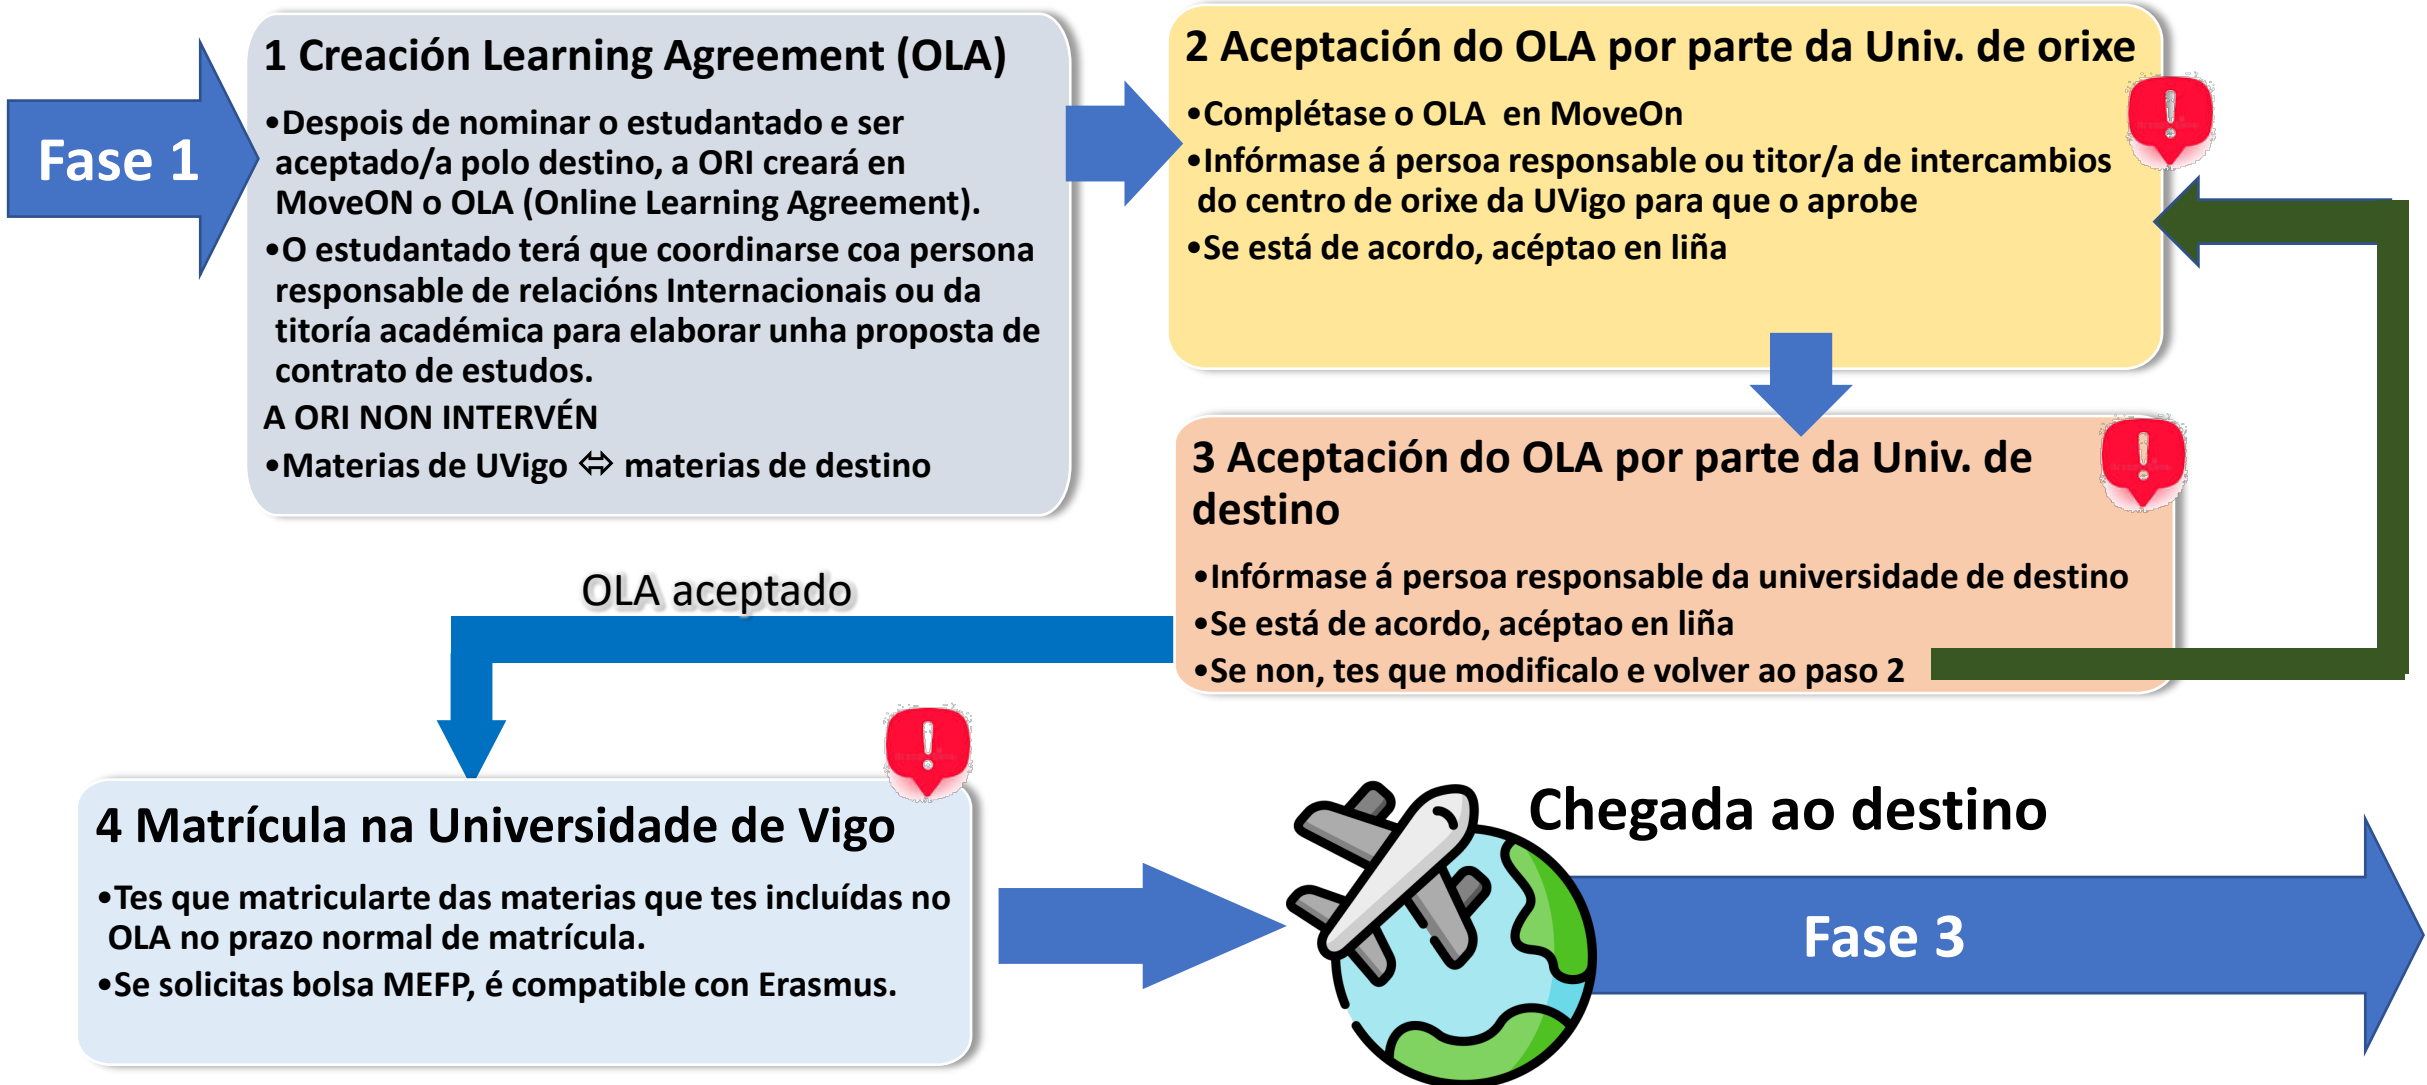 Fase 1
1 Creación Learning Agreement (OLA)
•Despois de nominar o estudantado e ser
aceptado/a polo destino, a ORI creará en
MoveON o OLA (Online Learning Agreement).
•O estudantado terá que coordinarse coa persona
responsable de relacións Internacionais ou da
titoría académica para elaborar unha proposta de
contrato de estudos.
A ORI NON INTERVÉN
•Materias de UVigo ⇔ materias de destino
2 Aceptación do OLA por parte da Univ. de orixe
•Complétase o OLA en MoveOn
•Infórmase á persoa responsable ou titor/a de intercambios
do centro de orixe da UVigo para que o aprobe
•Se está de acordo, acéptao en liña
3 Aceptación do OLA por parte da Univ. de
destino
•Infórmase á persoa responsable da universidade de destino
•Se está de acordo, acéptao en liña
•Se non, tes que modificalo e volver ao paso 2
OLA aceptado
4 Matrícula na Universidade de Vigo
•Tes que matricularte das materias que tes incluídas no
OLA no prazo normal de matrícula.
•Se solicitas bolsa MEFP, é compatible con Erasmus.
Chegada ao destino
Fase 3